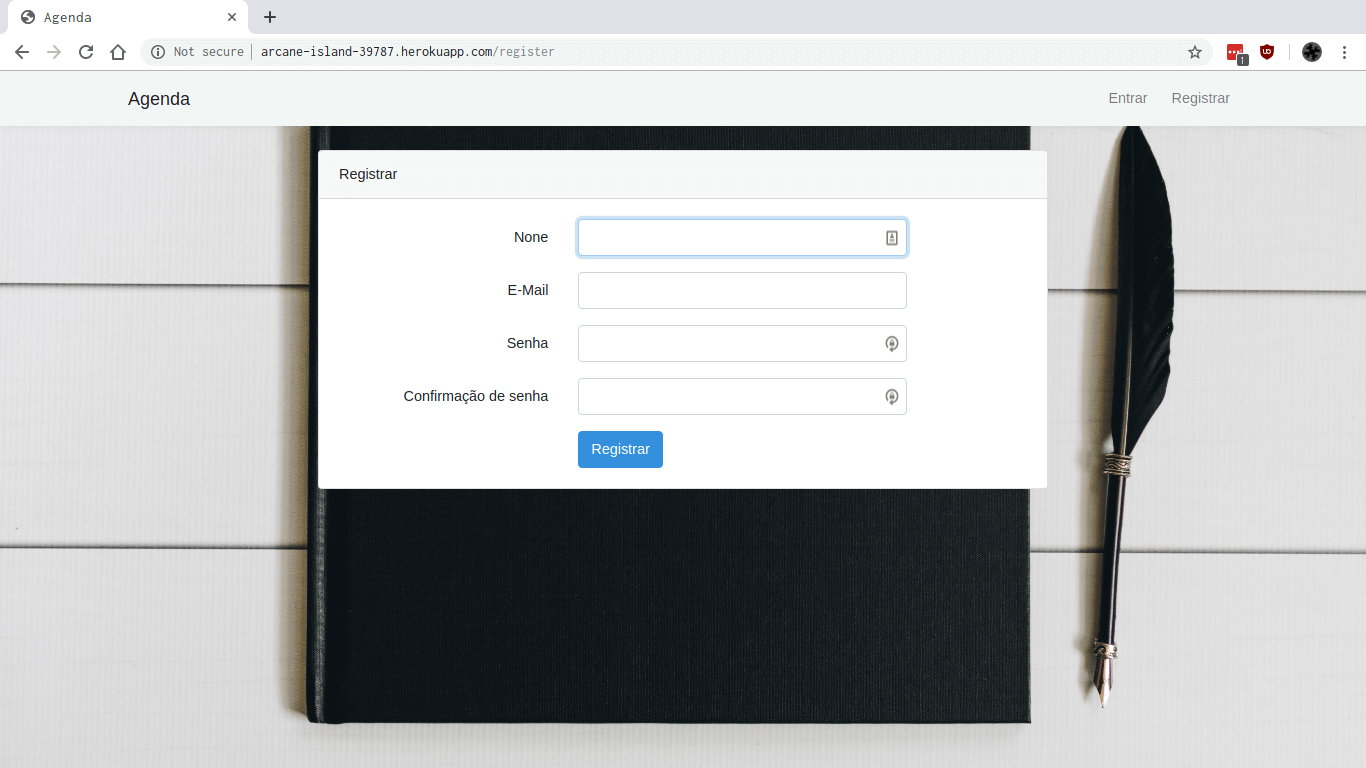 Agenda
Not secure arcane-island-39787.herokuapp.com/register
1
Agenda Entrar Registrar
Registrar
None
E-Mail
Senha
Confirmação de senha
Registrar